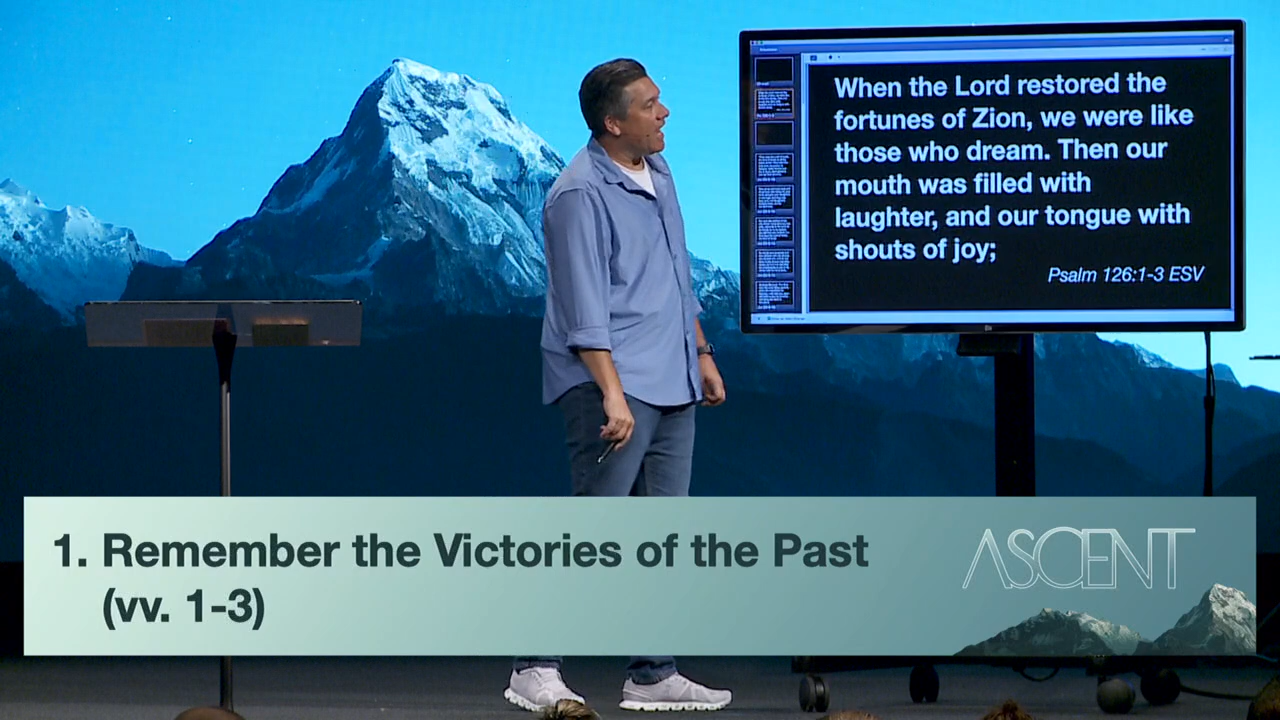 When the Lord restored the
fortunes of Zion, we were like
those who dream. Then our
mouth was filled with
laughter, and our tongue with
shouts of joy;
Psalm 126:1-3 ESV
1. Remember the Victories of the Past
(vv. 1-3)
ASCENT